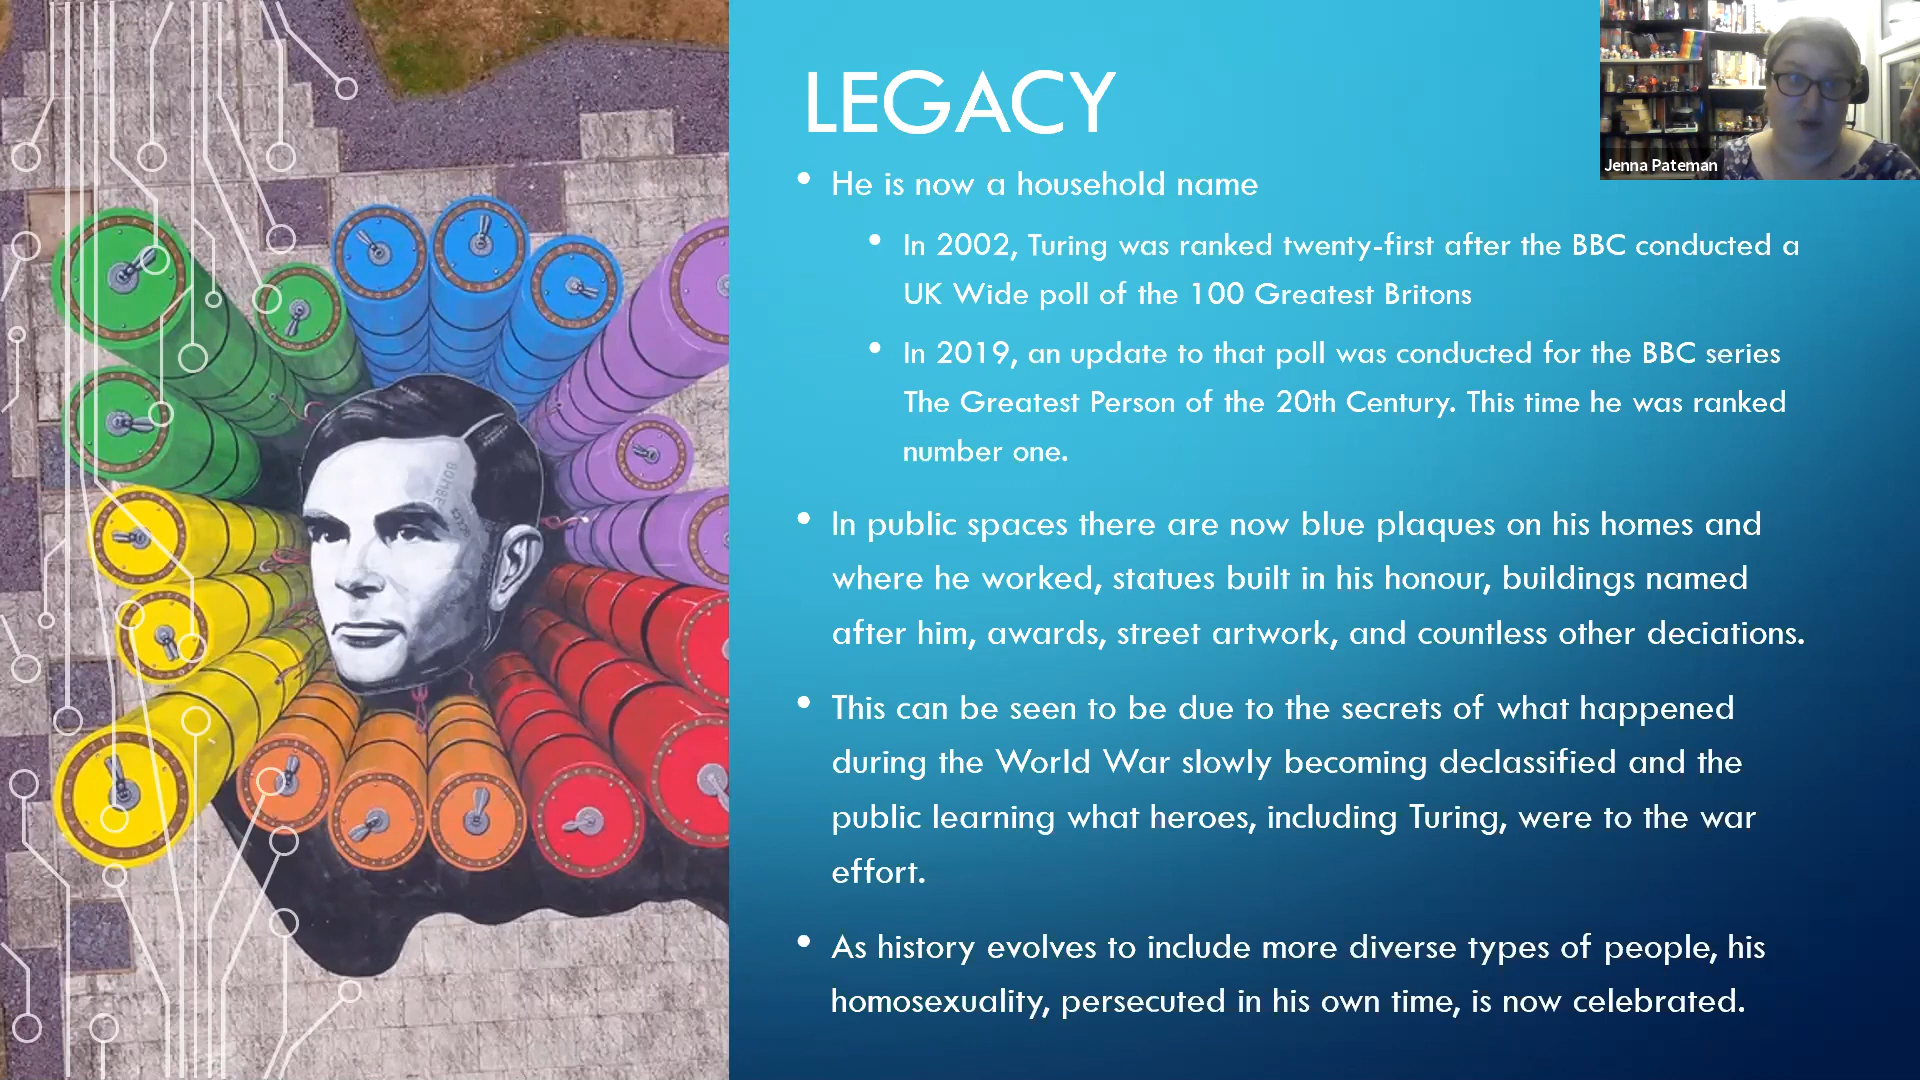 LEGACY
Jenna Pateman
• He is now a household name
• In 2002, Turing was ranked twenty-first after the BBC conducted a
UK Wide poll of the 100 Greatest Britons
• In 2019, an update to that poll was conducted for the BBC series
The Greatest Person of the 20th Century. This time he was ranked
number one.
• In public spaces there are now blue plaques on his homes and
where he worked, statues built in his honour, buildings named
after him, awards, street artwork, and countless other deciations.
• This can be seen to be due to the secrets of what happened
during the World War slowly becoming declassified and the
public learning what heroes, including Turing, were to the war
effort.
• As history evolves to include more diverse types of people, his
homosexuality, persecuted in his own time, is now celebrated.
BOMBE